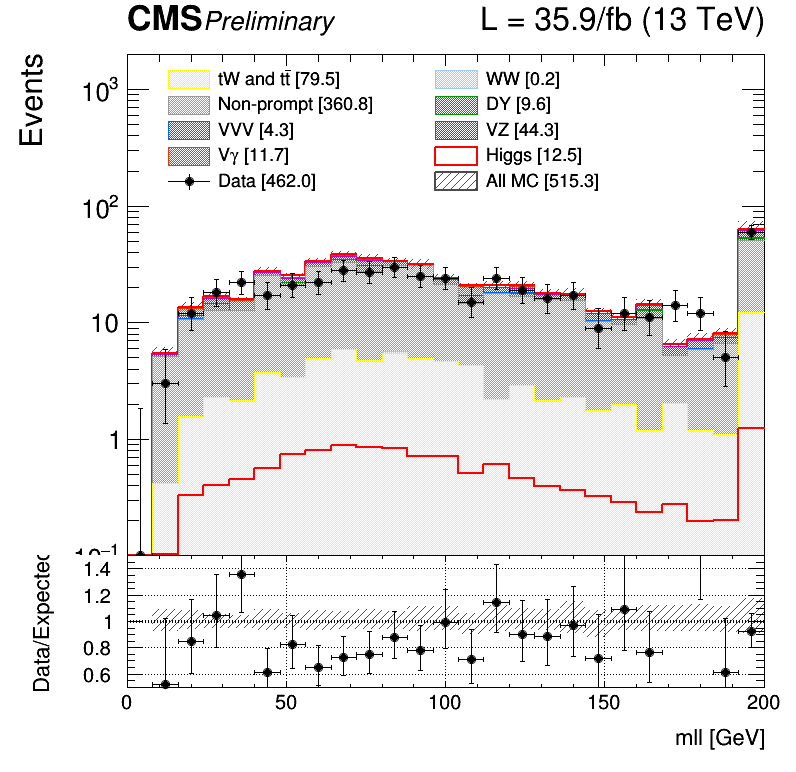 CMS Preliminary L = 35.9/fb (13 TeV)
Events
tW and tt̄ [79.5] WW [0.2]
Non-prompt [360.8] DY [9.6]
VVV [4.3] VZ [44.3]
Vγ [11.7] Higgs [12.5]
Data [462.0] All MC [515.3]
10³
10²
10
1
10⁻¹
Data/Expected
1.4
1.2
1
0.8
0.6
0 50 100 150 200
mll [GeV]